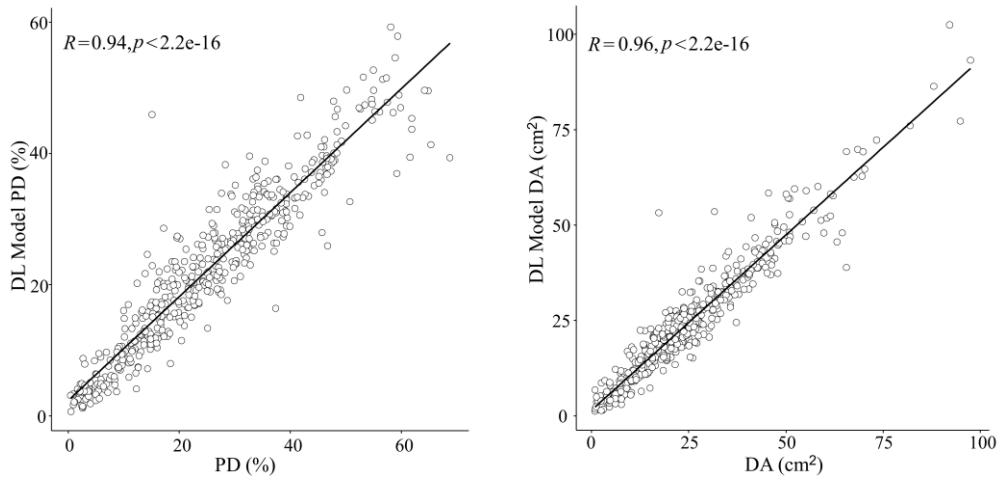 R=0.94, p<2.2e-16
60
40
20
0
DL Model PD (%)
0 20 40 60
PD (%)
R=0.96, p<2.2e-16
100
75
50
25
0
DL Model DA (cm²)
0 25 50 75 100
DA (cm²)